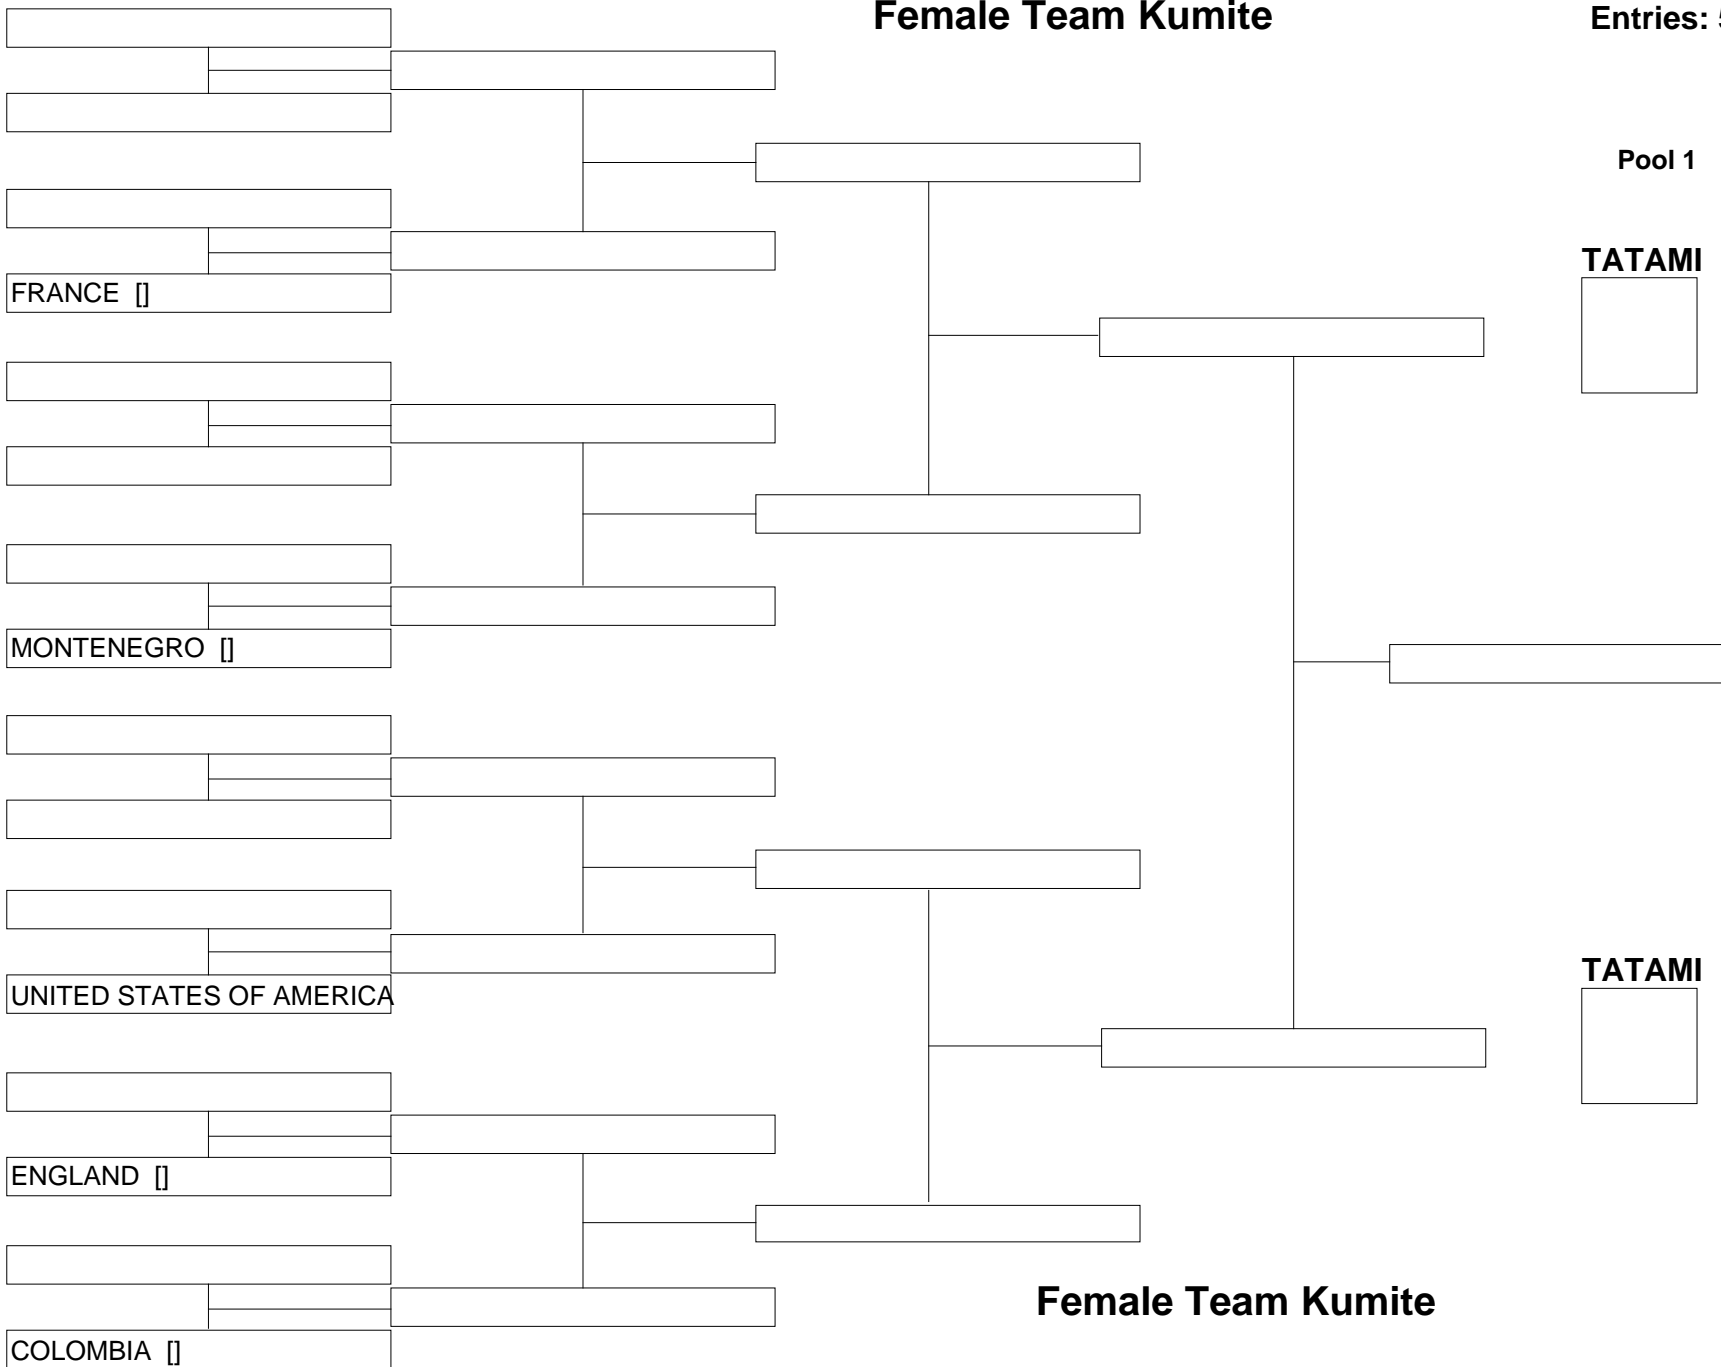 Female Team Kumite
Entries: 5
Pool 1
TATAMI
FRANCE []
MONTENEGRO []
TATAMI
UNITED STATES OF AMERICA
ENGLAND []
Female Team Kumite
COLOMBIA []